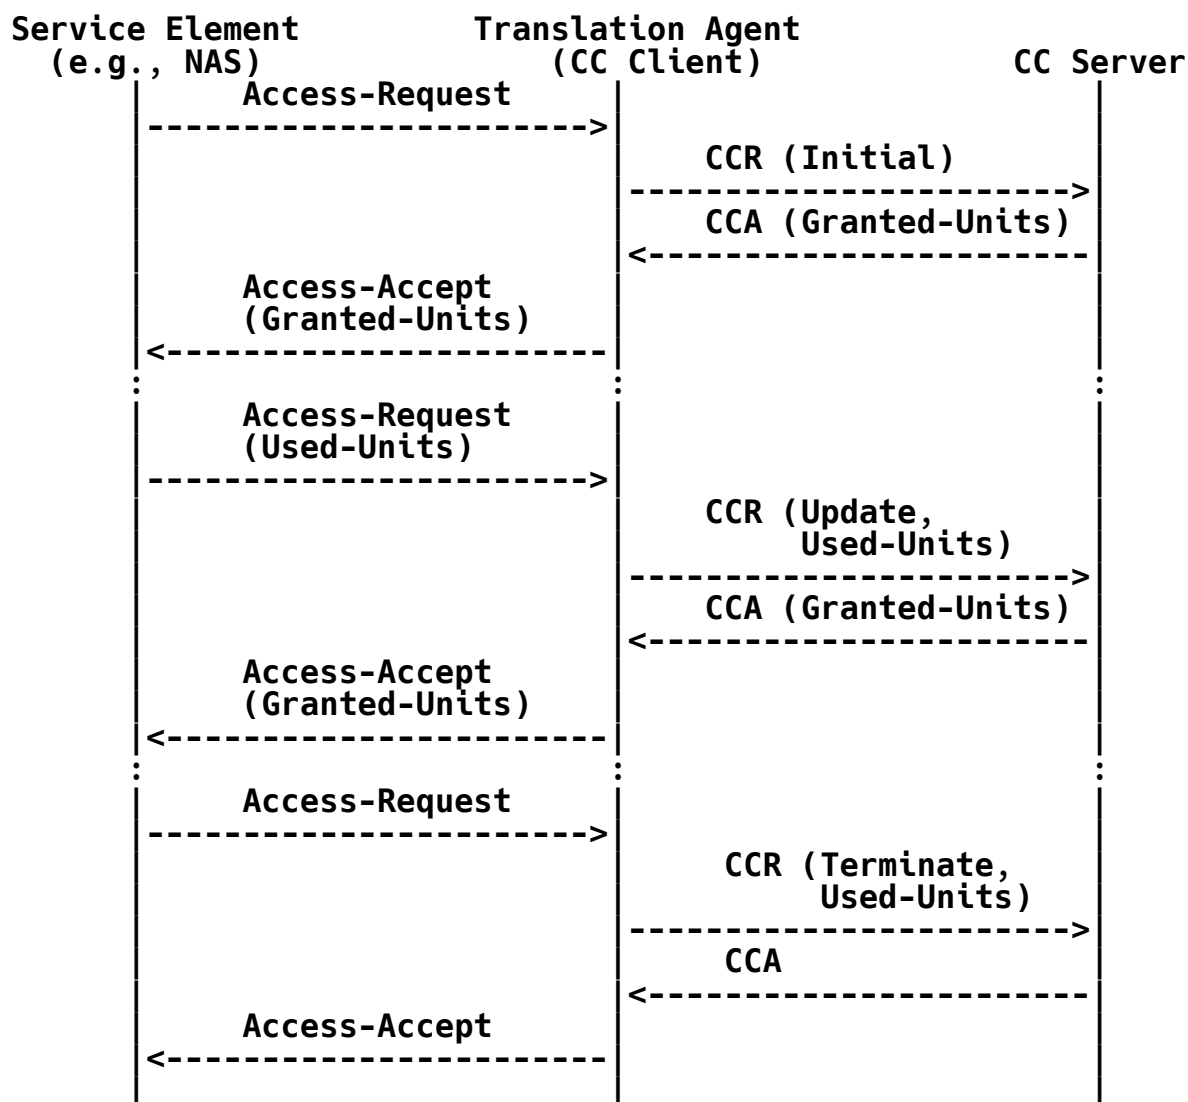 Service Element         Translation Agent
  (e.g., NAS)               (CC Client)             CC Server
      |     Access-Request     |                        |
      |----------------------->|                        |
      |                        |    CCR (Initial)       |
      |                        |----------------------->|
      |                        |    CCA (Granted-Units) |
      |                        |<-----------------------|
      |     Access-Accept      |                        |
      |     (Granted-Units)    |                        |
      |<-----------------------|                        |
      :                        :                        :
      |     Access-Request     |                        |
      |     (Used-Units)       |                        |
      |----------------------->|                        |
      |                        |    CCR (Update,        |
      |                        |         Used-Units)    |
      |                        |----------------------->|
      |                        |    CCA (Granted-Units) |
      |                        |<-----------------------|
      |     Access-Accept      |                        |
      |     (Granted-Units)    |                        |
      |<-----------------------|                        |
      :                        :                        :
      |     Access-Request     |                        |
      |----------------------->|                        |
      |                        |     CCR (Terminate,    |
      |                        |          Used-Units)   |
      |                        |----------------------->|
      |                        |     CCA                |
      |                        |<-----------------------|
      |     Access-Accept      |                        |
      |<-----------------------|                        |
      |                        |                        |